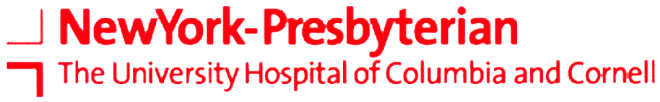 NewYork-Presbyterian
The University Hospital of Columbia and Cornell